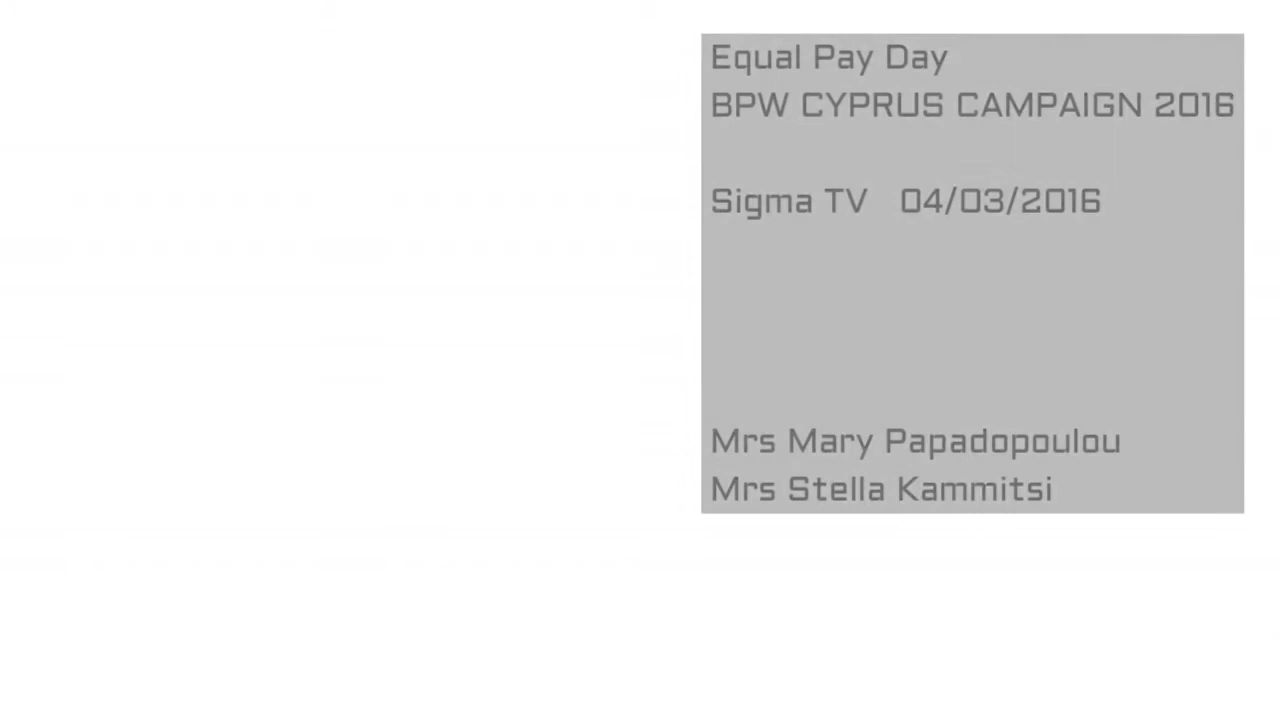 Equal Pay Day
BPW CYPRUS CAMPAIGN 2016
Sigma TV 04/03/2016
Mrs Mary Papadopoulou
Mrs Stella Kammitsi